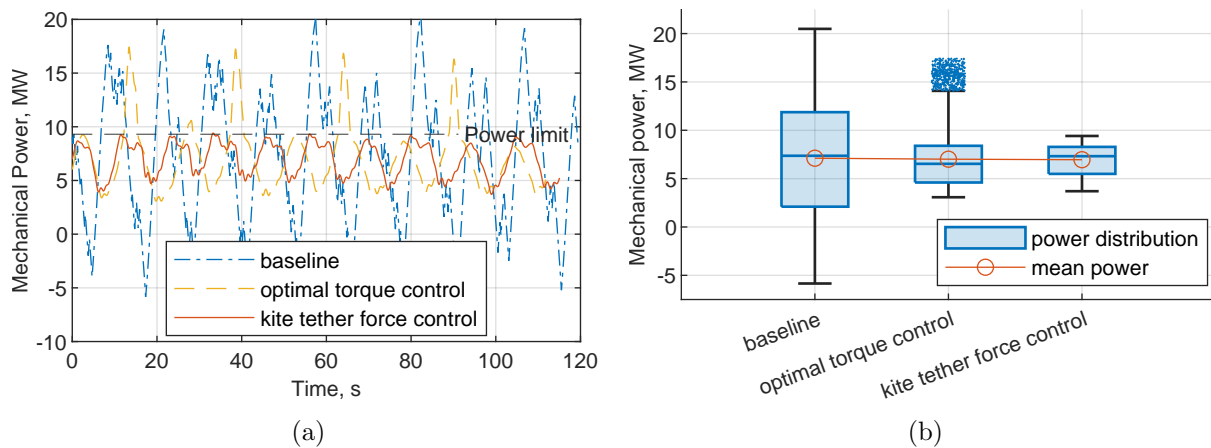 20
15
10
5
0
-5
-10
0
20
40
60
80
100
120
Mechanical Power, MW
Time, s
Power limit
baseline
optimal torque control
kite tether force control
(a)
20
15
10
5
0
-5
Mechanical power, MW
power distribution
mean power
baseline
optimal torque control
kite tether force control
(b)